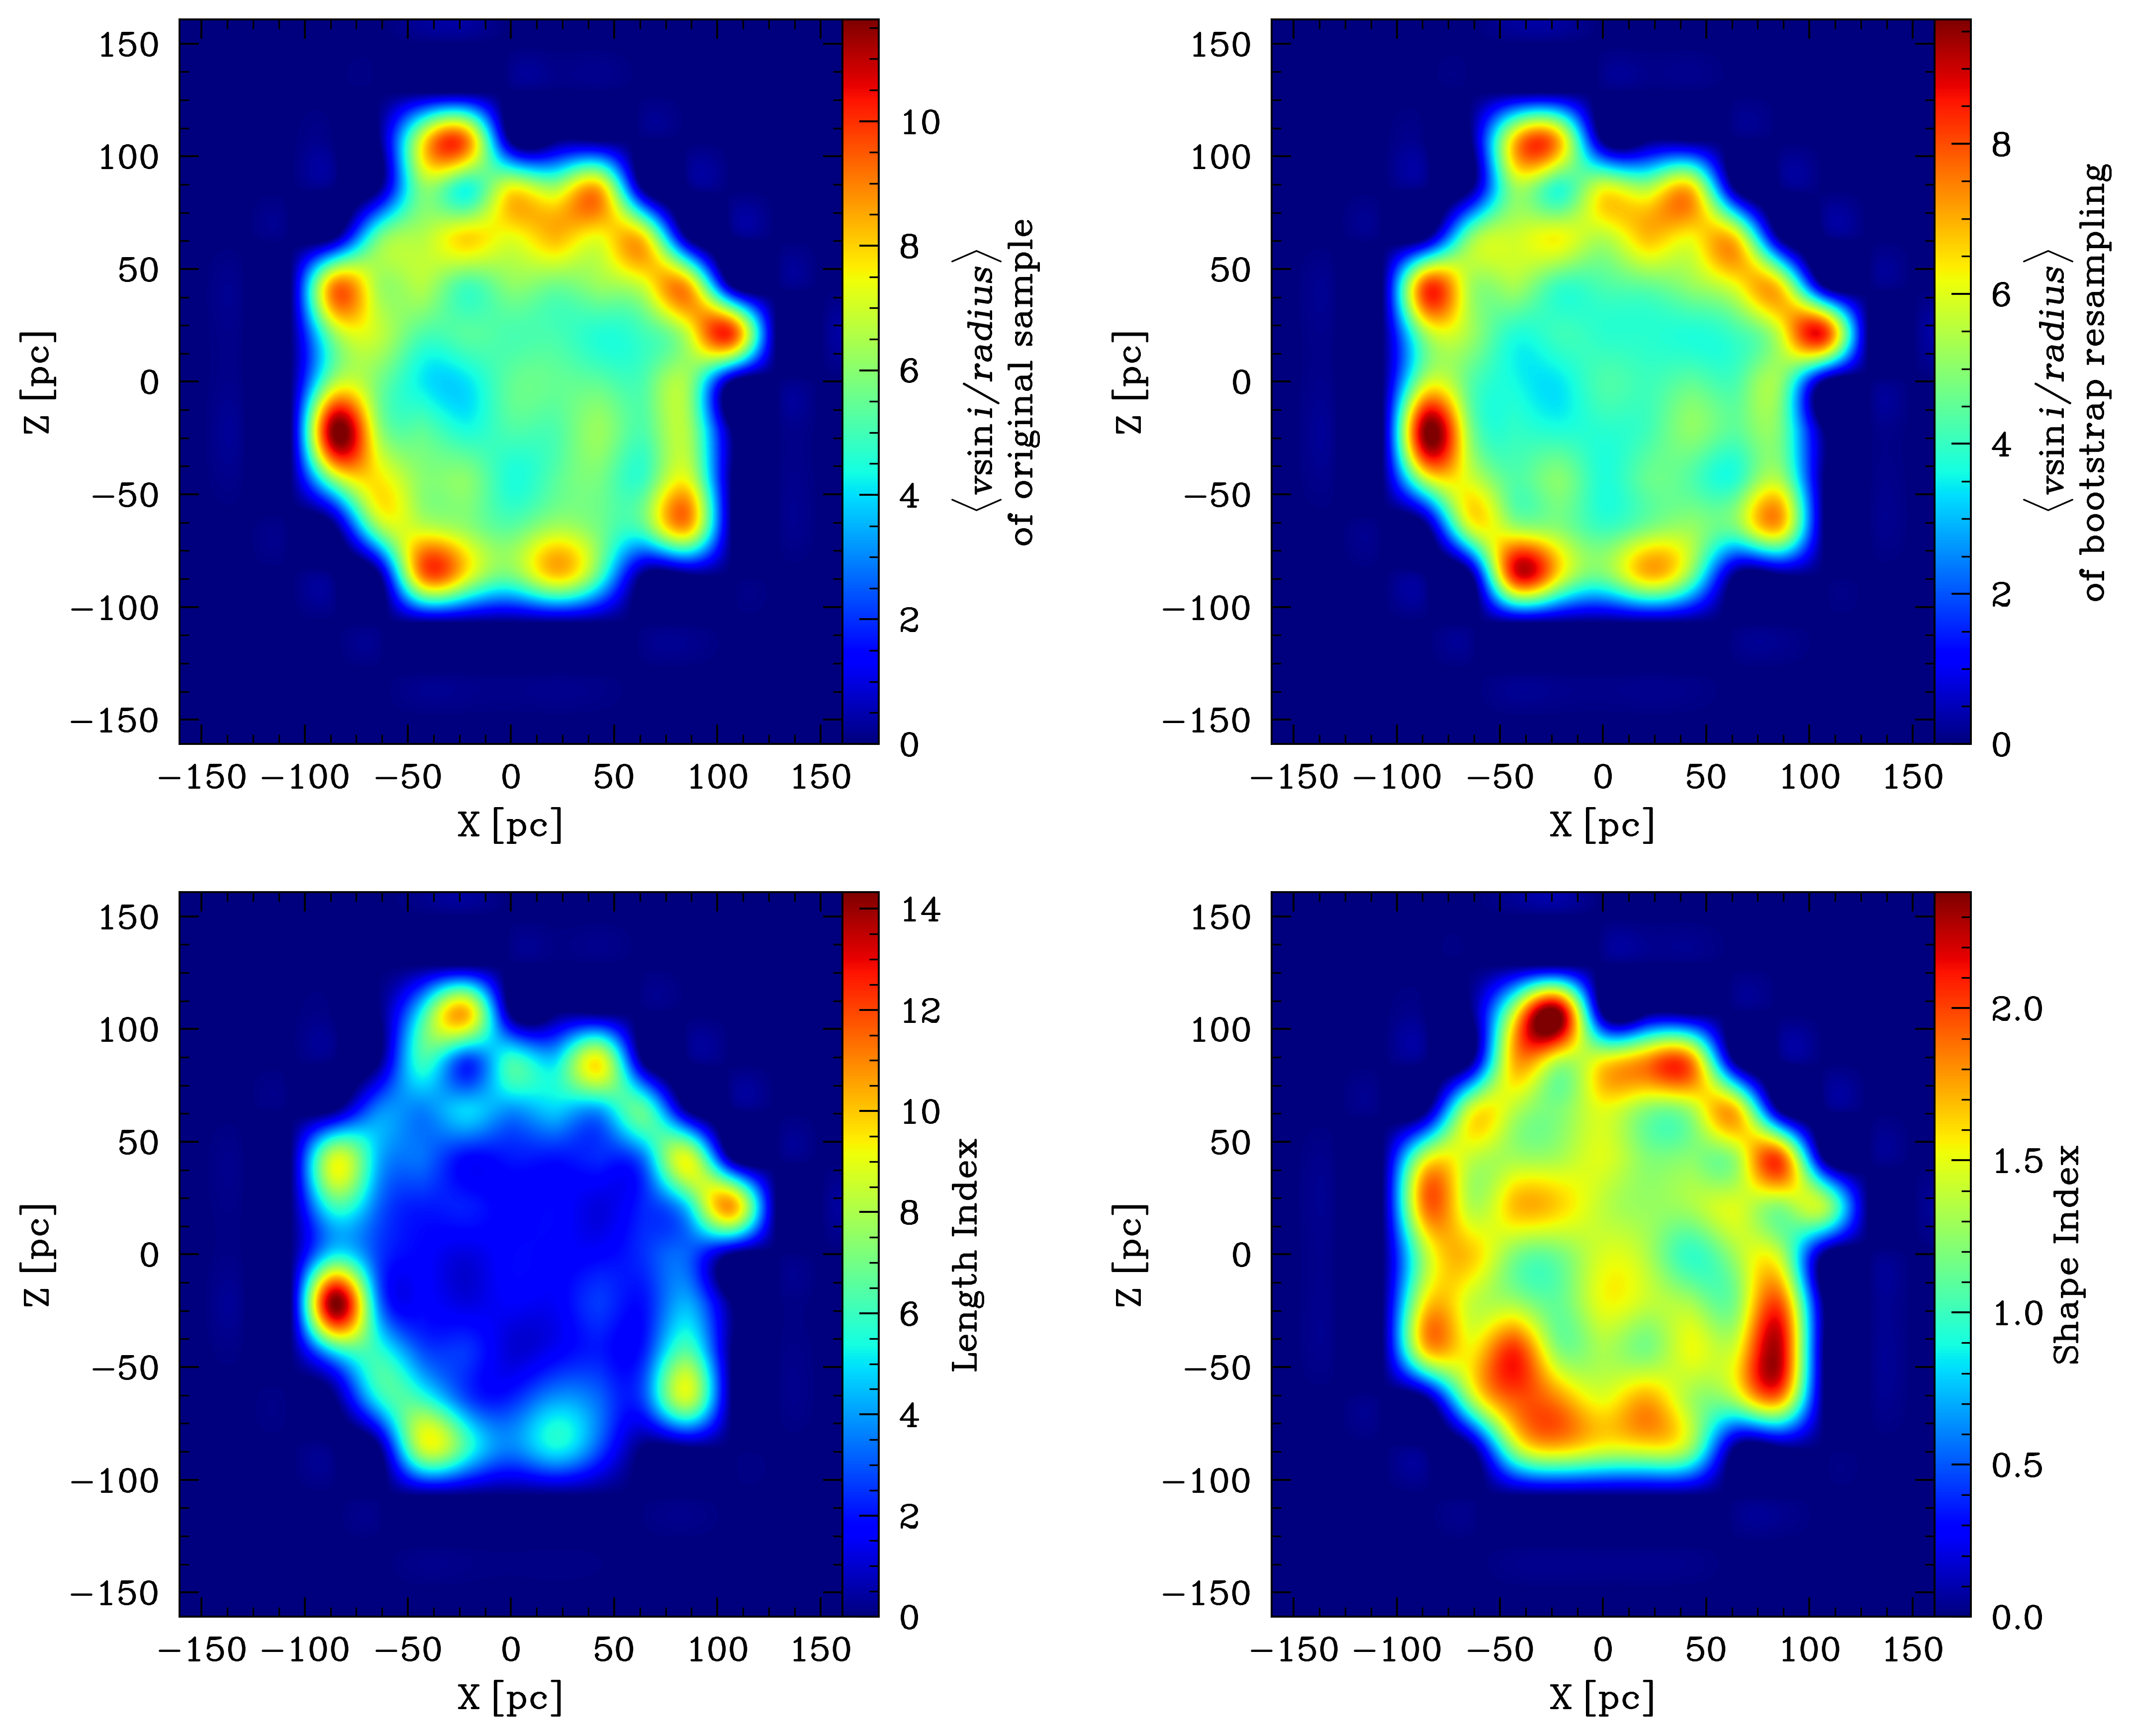 150
100
50
0
−50
−100
−150
−150 −100 −50 0 50 100 150
X [pc]
Z [pc]
10
8
6
4
2
0
⟨vsin i/radius⟩
of original sample
150
100
50
0
−50
−100
−150
−150 −100 −50 0 50 100 150
X [pc]
Z [pc]
8
6
4
2
0
⟨vsin i/radius⟩
of bootstrap resampling
150
100
50
0
−50
−100
−150
−150 −100 −50 0 50 100 150
X [pc]
Z [pc]
14
12
10
8
6
4
2
0
Length Index
150
100
50
0
−50
−100
−150
−150 −100 −50 0 50 100 150
X [pc]
Z [pc]
2.0
1.5
1.0
0.5
0.0
Shape Index